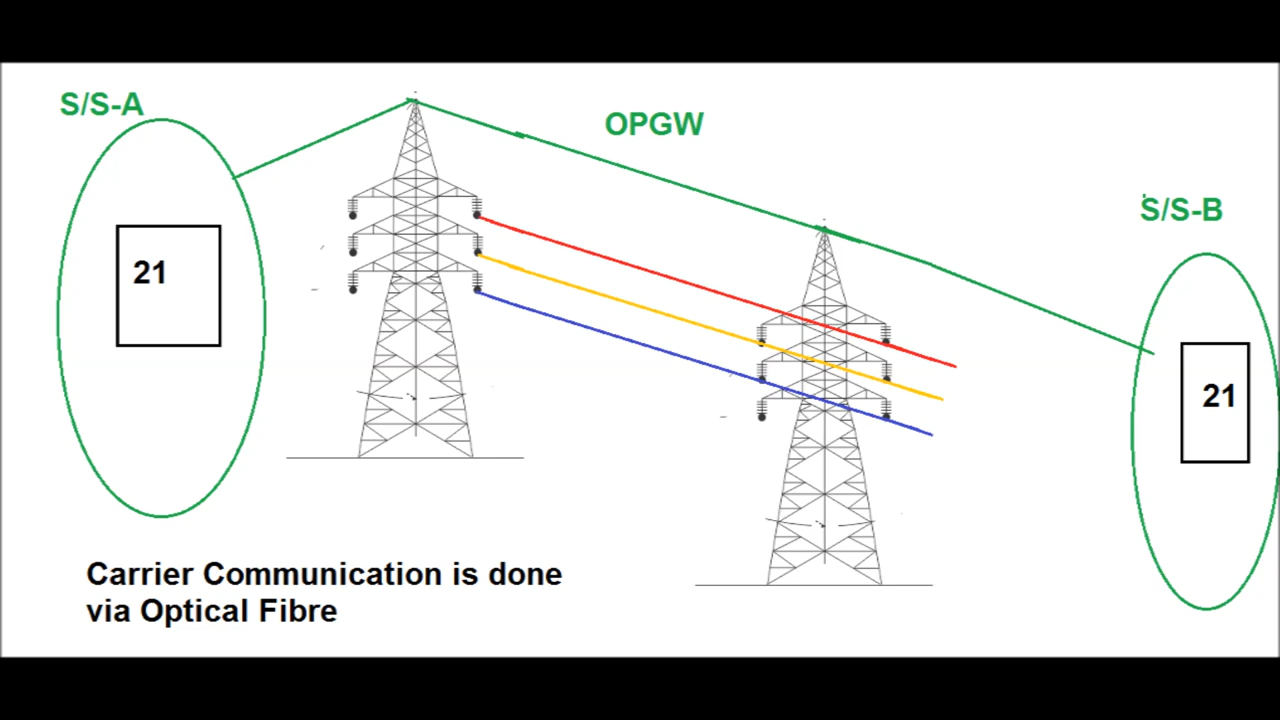 S/S-A
OPGW
S/S-B
21
21
Carrier Communication is done
via Optical Fibre